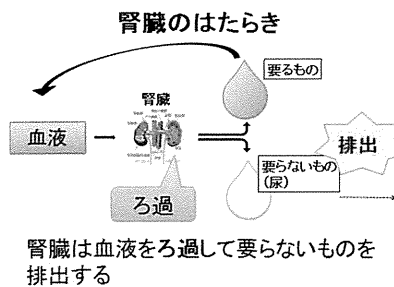 腎臓のはたらき
要るもの
腎臓
血液
ろ過
要らないもの
(尿)
排出
腎臓は血液をろ過して要らないものを
排出する